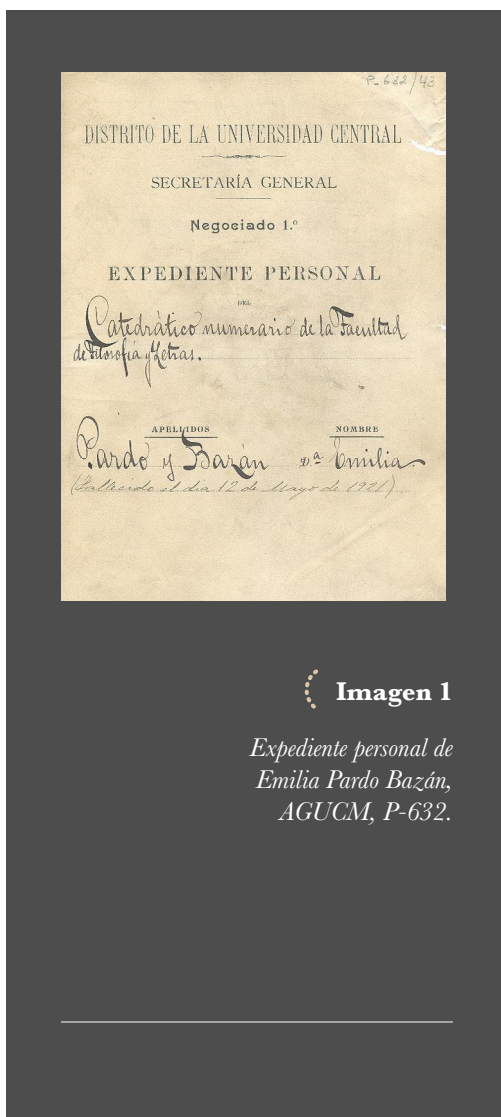 P-632/43
DISTRITO DE LA UNIVERSIDAD CENTRAL
SECRETARÍA GENERAL
Negociado 1.º
EXPEDIENTE PERSONAL
DEL
Catedrático numerario de la Facultad
de Filosofía y Letras.
APELLIDOS NOMBRE
Pardo y Bazán D.ª Emilia
(Fallecido el día 12 de Mayo de 1921)
Imagen 1
Expediente personal de
Emilia Pardo Bazán,
AGUCM, P-632.